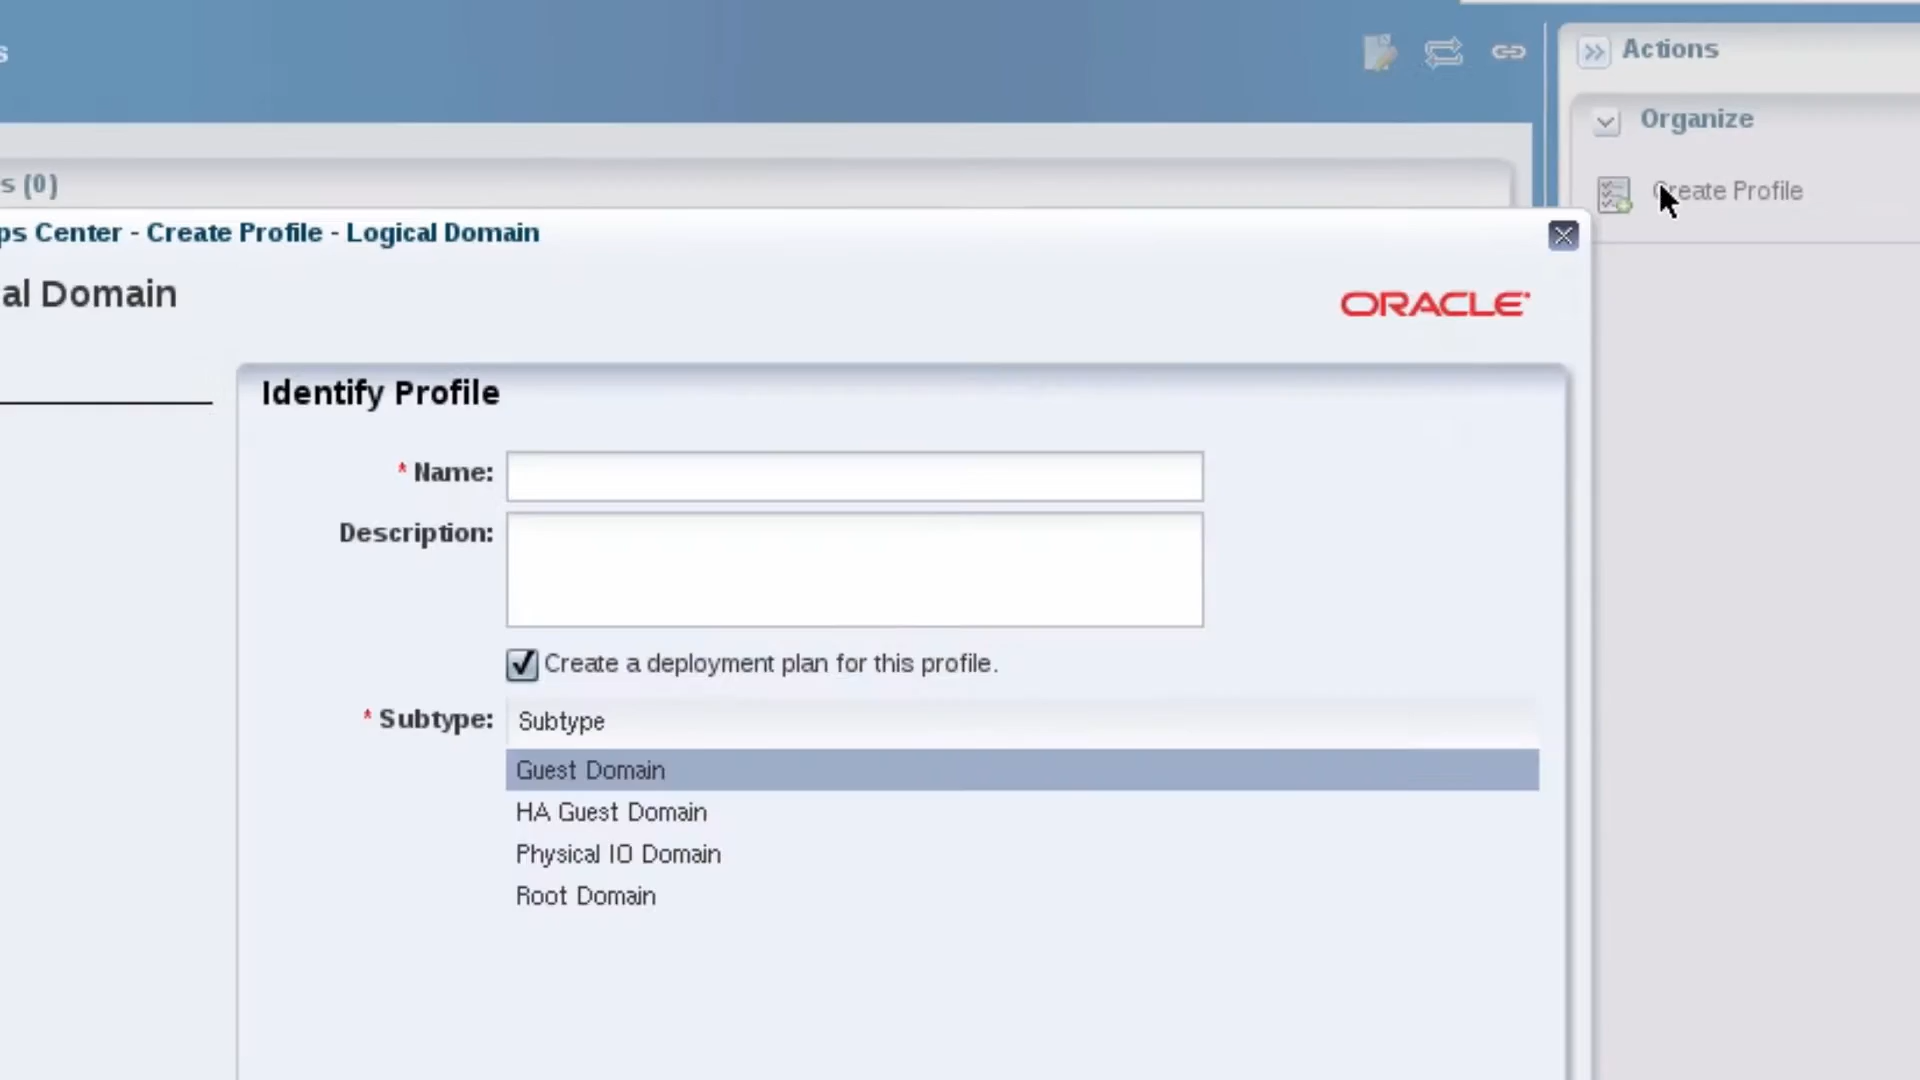 s
Actions
Organize
Create Profile
s (0)
ps Center - Create Profile - Logical Domain
al Domain
ORACLE
Identify Profile
* Name:
Description:
Create a deployment plan for this profile.
* Subtype:
Subtype
Guest Domain
HA Guest Domain
Physical IO Domain
Root Domain